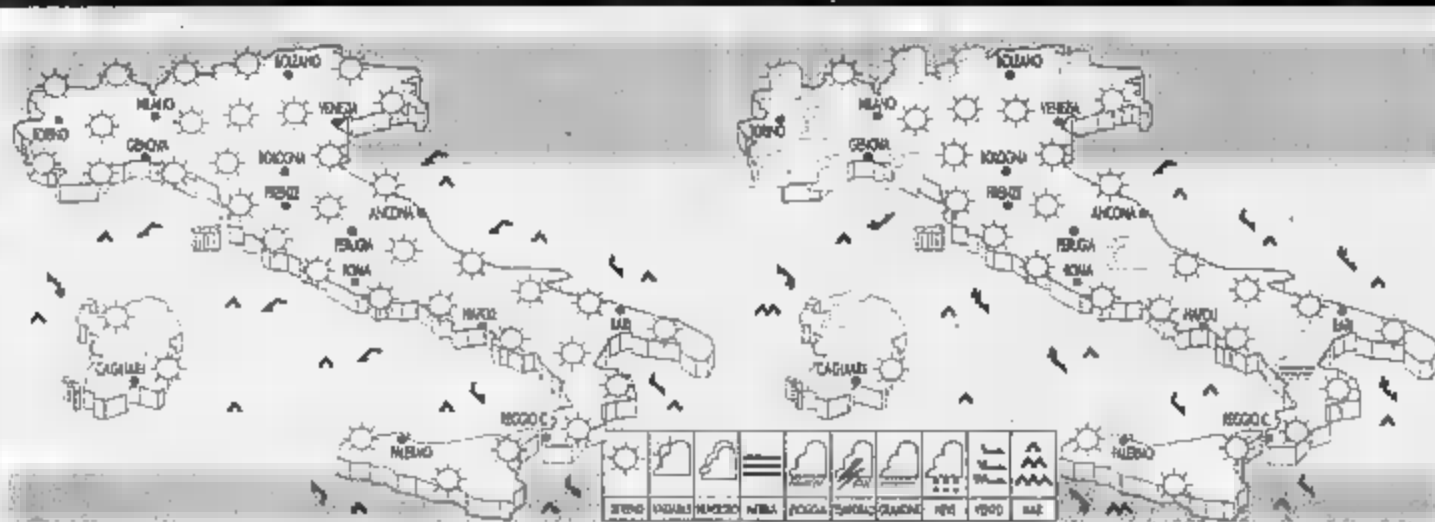 BOLZANO
MILANO
VENEZIA
TORINO
GENOVA
BOLOGNA
FIRENZE
ANCONA
PERUGIA
ROMA
NAPOLI
BARI
CAGLIARI
REGGIO C.
PALERMO
BOLZANO
MILANO
VENEZIA
TORINO
GENOVA
BOLOGNA
FIRENZE
ANCONA
PERUGIA
ROMA
NAPOLI
BARI
CAGLIARI
REGGIO C.
PALERMO
SERENO VARIABILE NUVOLOSO NEBBIA PIOGGIA TEMPORALE NEVE VENTO MARE